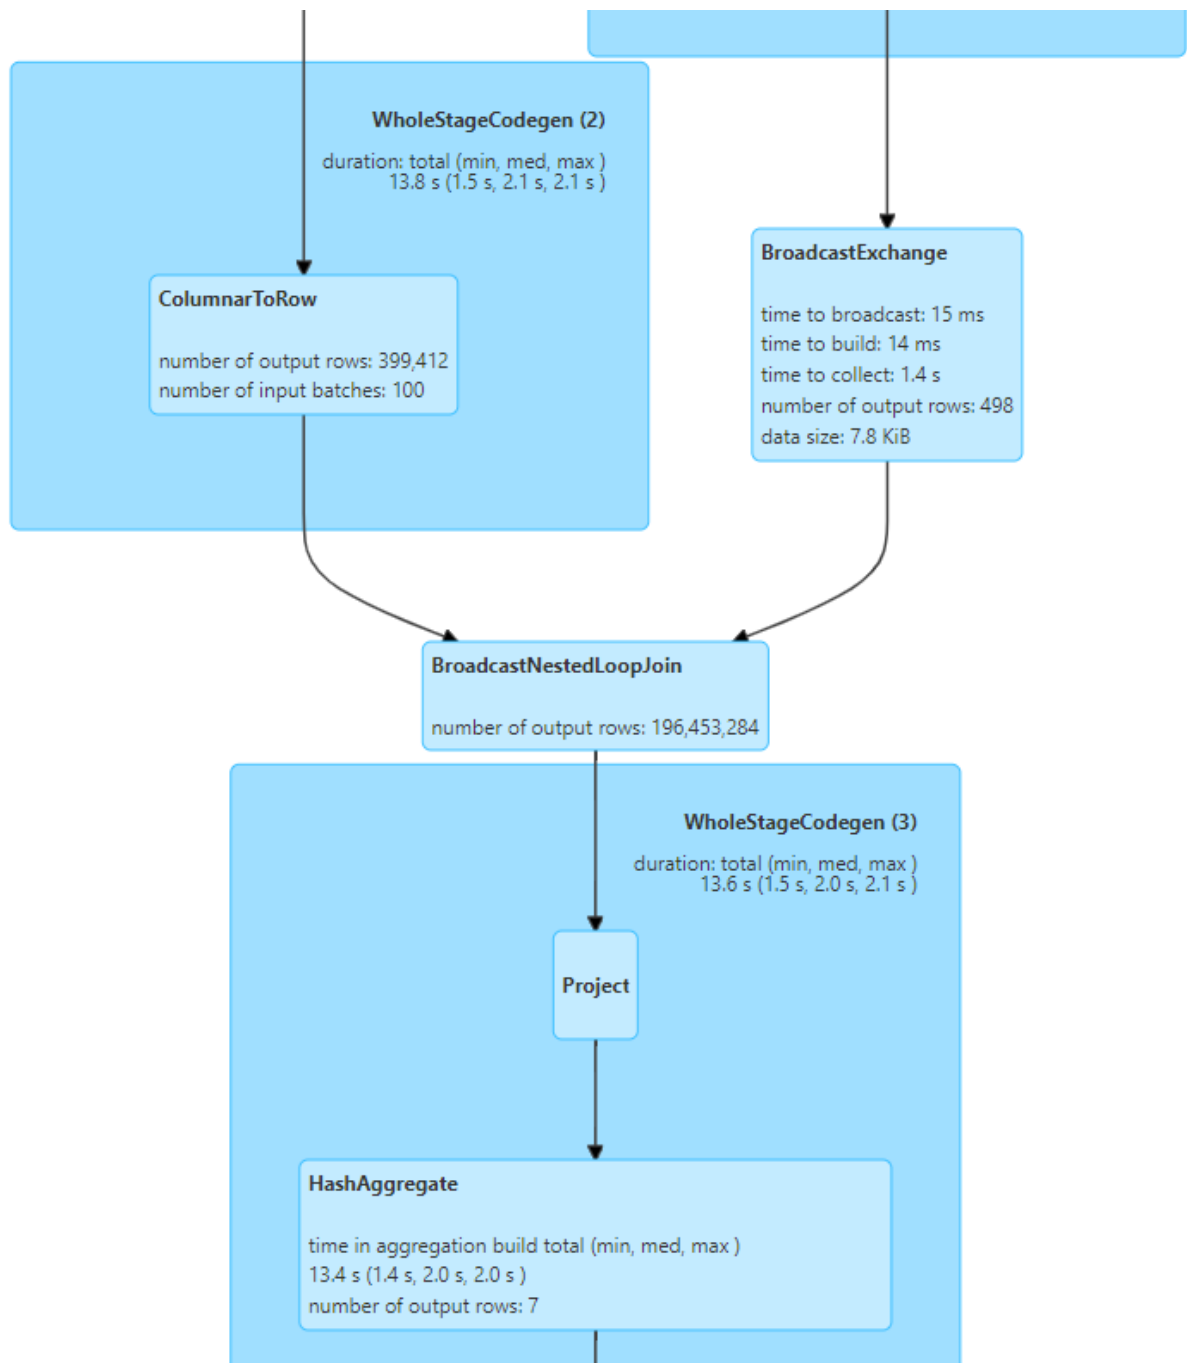 WholeStageCodegen (2)
duration: total (min, med, max )
13.8 s (1.5 s, 2.1 s, 2.1 s )
ColumnarToRow
number of output rows: 399,412
number of input batches: 100
BroadcastExchange
time to broadcast: 15 ms
time to build: 14 ms
time to collect: 1.4 s
number of output rows: 498
data size: 7.8 KiB
BroadcastNestedLoopJoin
number of output rows: 196,453,284
WholeStageCodegen (3)
duration: total (min, med, max )
13.6 s (1.5 s, 2.0 s, 2.1 s )
Project
HashAggregate
time in aggregation build total (min, med, max )
13.4 s (1.4 s, 2.0 s, 2.0 s )
number of output rows: 7